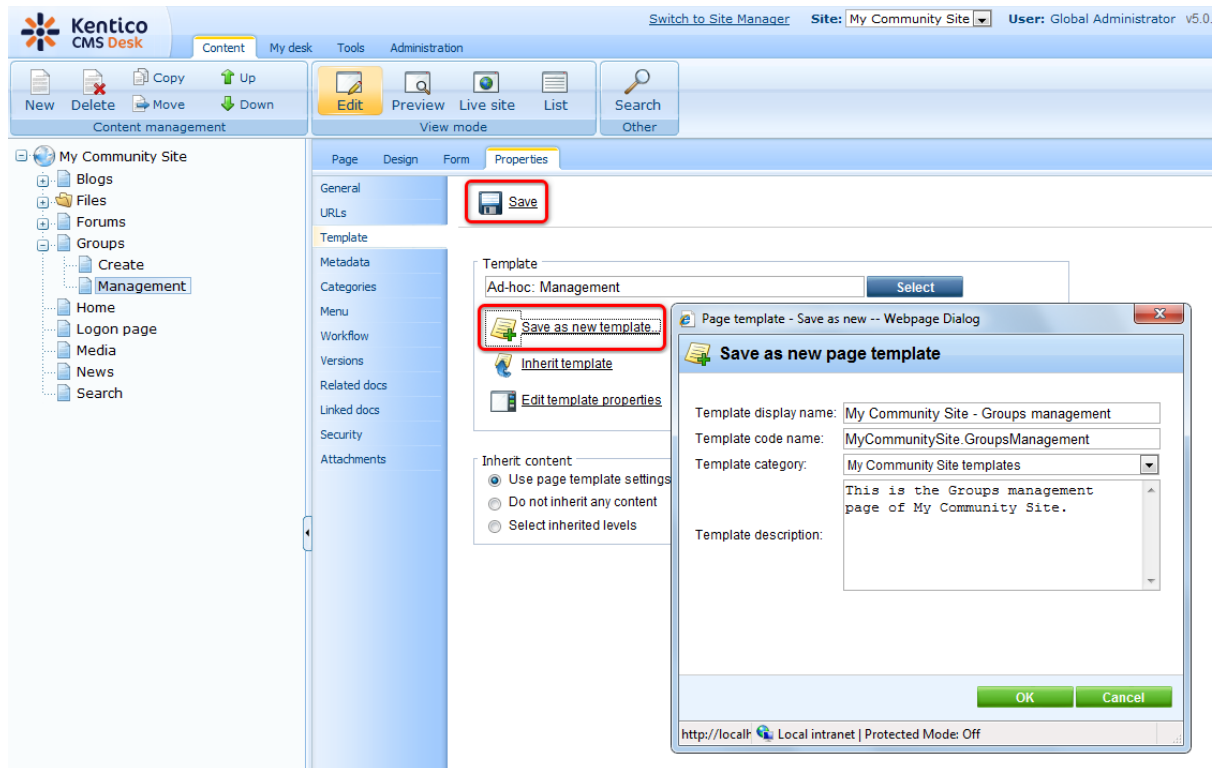 Kentico
CMS Desk
Switch to Site Manager Site: My Community Site User: Global Administrator v5.0.
Content My desk Tools Administration
New Delete Copy Move Up Down
Content management
Edit Preview Live site List
View mode
Search
Other
My Community Site
Blogs
Files
Forums
Groups
Create
Management
Home
Logon page
Media
News
Search
Page Design Form Properties
General
URLs
Template
Metadata
Categories
Menu
Workflow
Versions
Related docs
Linked docs
Security
Attachments
Save
Template
Ad-hoc: Management Select
Save as new template...
Inherit template
Edit template properties
Inherit content
Use page template settings
Do not inherit any content
Select inherited levels
Page template - Save as new -- Webpage Dialog
Save as new page template
Template display name: My Community Site - Groups management
Template code name: MyCommunitySite.GroupsManagement
Template category: My Community Site templates
Template description: This is the Groups management
page of My Community Site.
OK Cancel
http://localh Local intranet | Protected Mode: Off